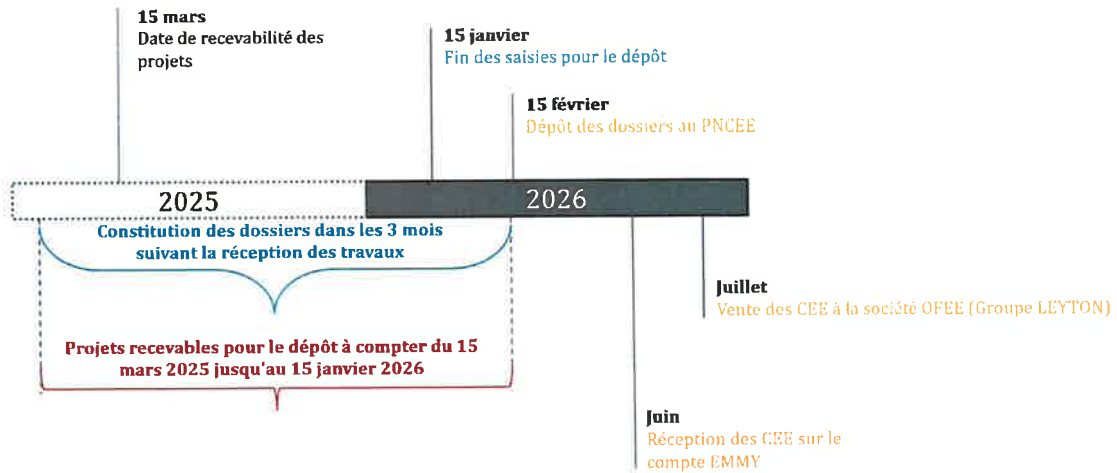 15 mars
Date de recevabilité des
projets
15 janvier
Fin des saisies pour le dépôt
15 février
Dépôt des dossiers au PNCEE
2025
2026
Constitution des dossiers dans les 3 mois
suivant la réception des travaux
Juillet
Vente des CEE à la société OFEE (Groupe LEYTON)
Projets recevables pour le dépôt à compter du 15
mars 2025 jusqu'au 15 janvier 2026
Juin
Réception des CEE sur le
compte EMMY